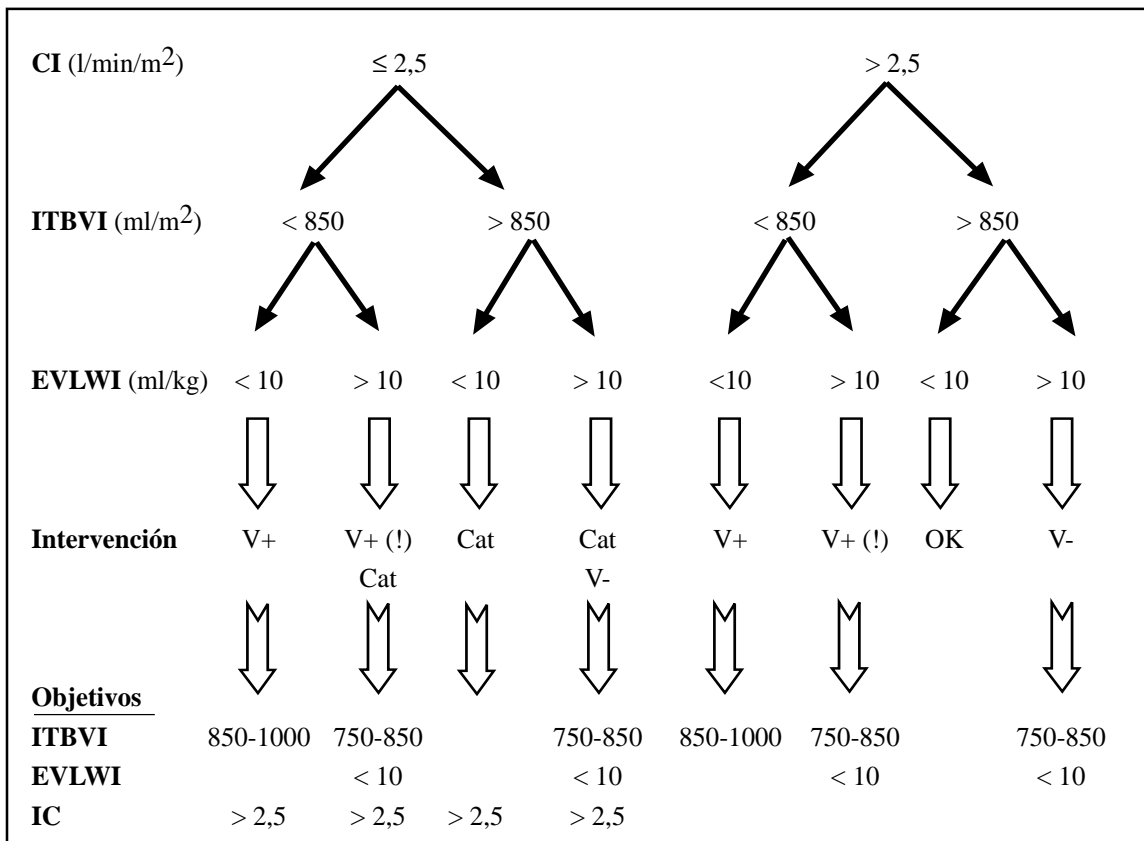 CI (l/min/m2) ≤ 2,5 > 2,5
ITBVI (ml/m2) < 850 > 850 < 850 > 850
EVLWI (ml/kg) < 10 > 10 < 10 > 10 <10 > 10 < 10 > 10
Intervención V+ V+ (!) Cat Cat V+ V+ (!) OK V-
Cat V-
Objetivos
ITBVI 850-1000 750-850 750-850 850-1000 750-850 750-850
EVLWI < 10 < 10 < 10 < 10
IC > 2,5 > 2,5 > 2,5 > 2,5